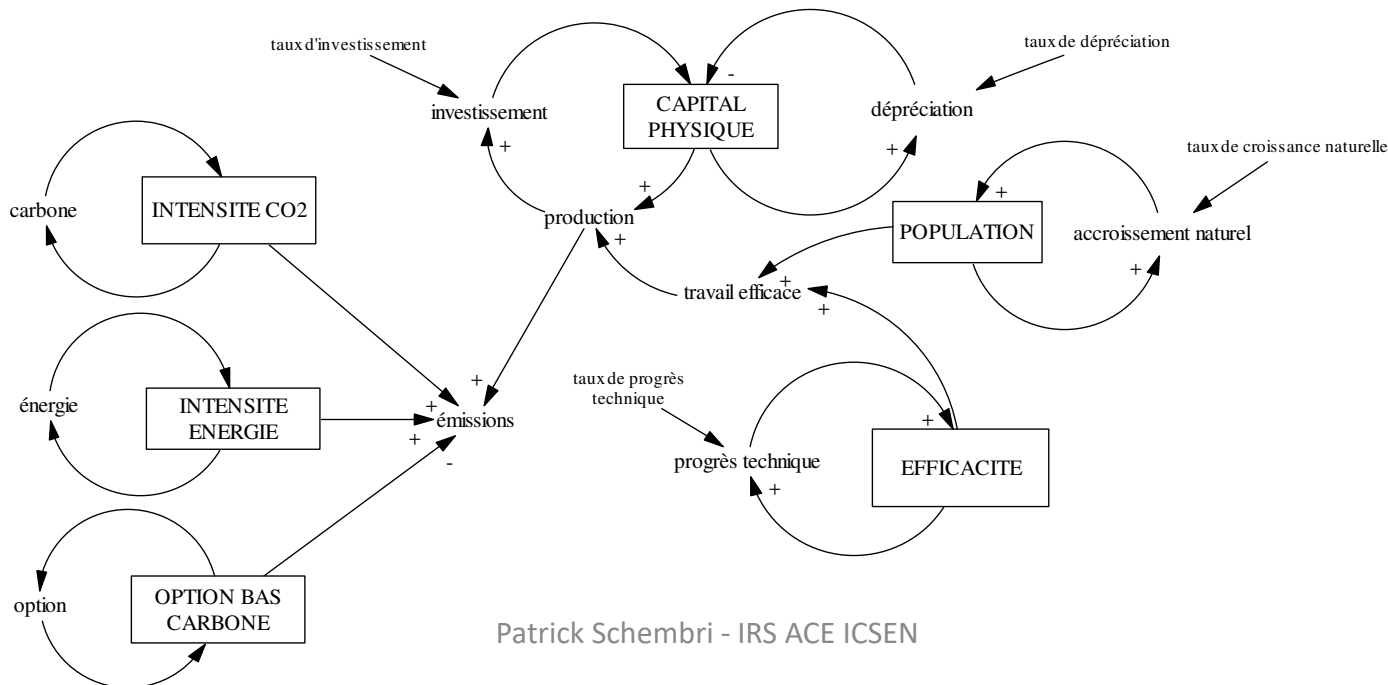 taux d'investissement
taux de dépréciation
-
investissement
CAPITAL
PHYSIQUE
dépréciation
+
+
taux de croissance naturelle
carbone
INTENSITE CO2
+
+
production
+
POPULATION
accroissement naturel
+
travail efficace
+
+
+
énergie
INTENSITE
ENERGIE
+
+
émissions
+
-
taux de progrès
technique
+
progrès technique
+
EFFICACITE
option
OPTION BAS
CARBONE
Patrick Schembri - IRS ACE ICSEN